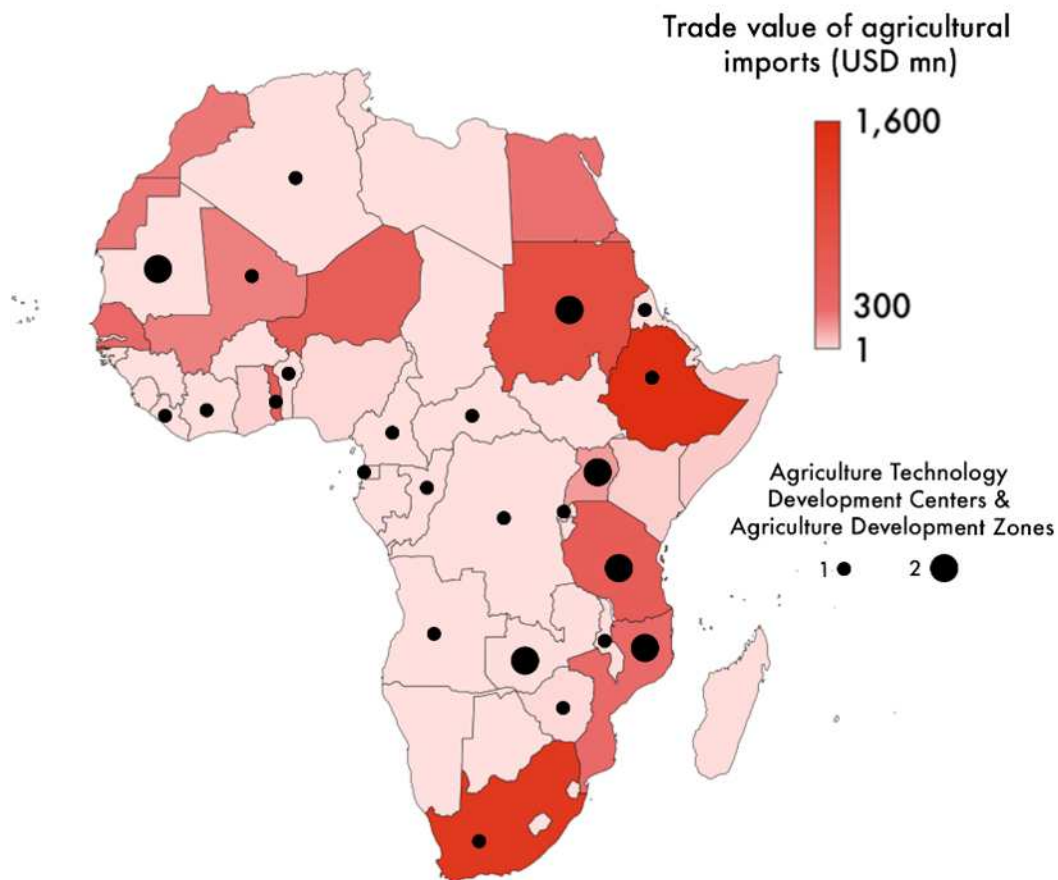 Trade value of agricultural
imports (USD mn)
1,600
300
1
Agriculture Technology
Development Centers &
Agriculture Development Zones
1 2